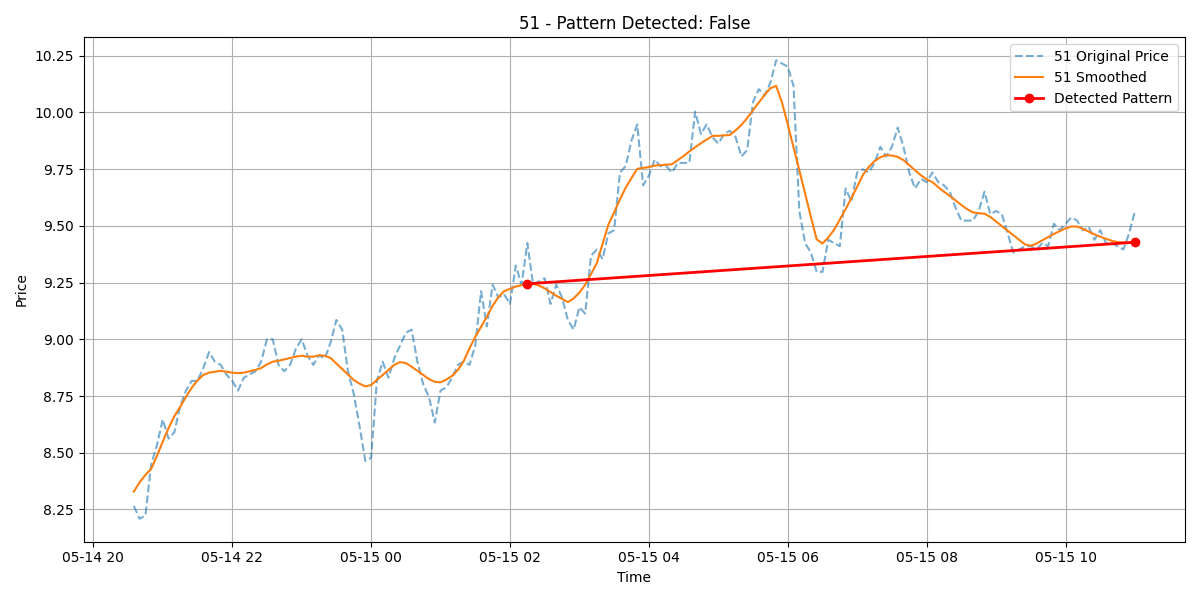 51 - Pattern Detected: False
51 Original Price
51 Smoothed
Detected Pattern
Price
10.25
10.00
9.75
9.50
9.25
9.00
8.75
8.50
8.25
05-14 20 05-14 22 05-15 00 05-15 02 05-15 04 05-15 06 05-15 08 05-15 10
Time